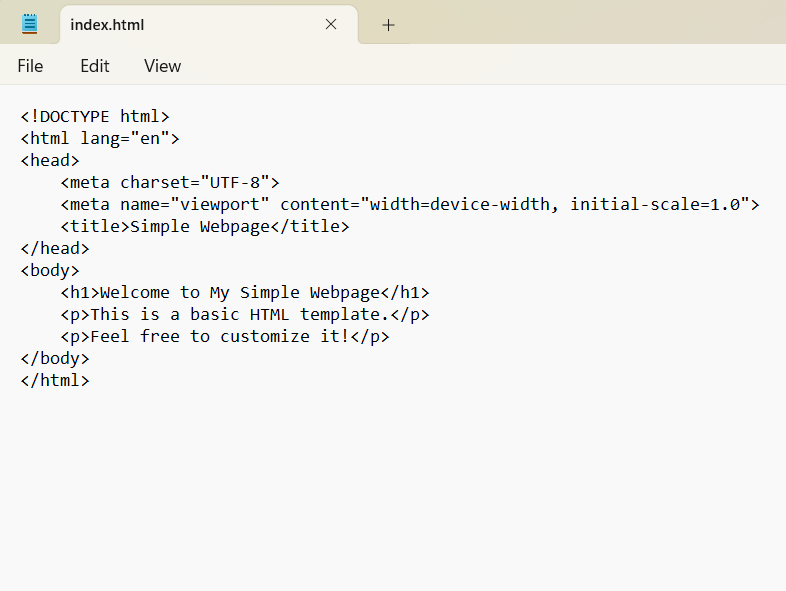 index.html
File Edit View
<!DOCTYPE html>
<html lang="en">
<head>
    <meta charset="UTF-8">
    <meta name="viewport" content="width=device-width, initial-scale=1.0">
    <title>Simple Webpage</title>
</head>
<body>
    <h1>Welcome to My Simple Webpage</h1>
    <p>This is a basic HTML template.</p>
    <p>Feel free to customize it!</p>
</body>
</html>